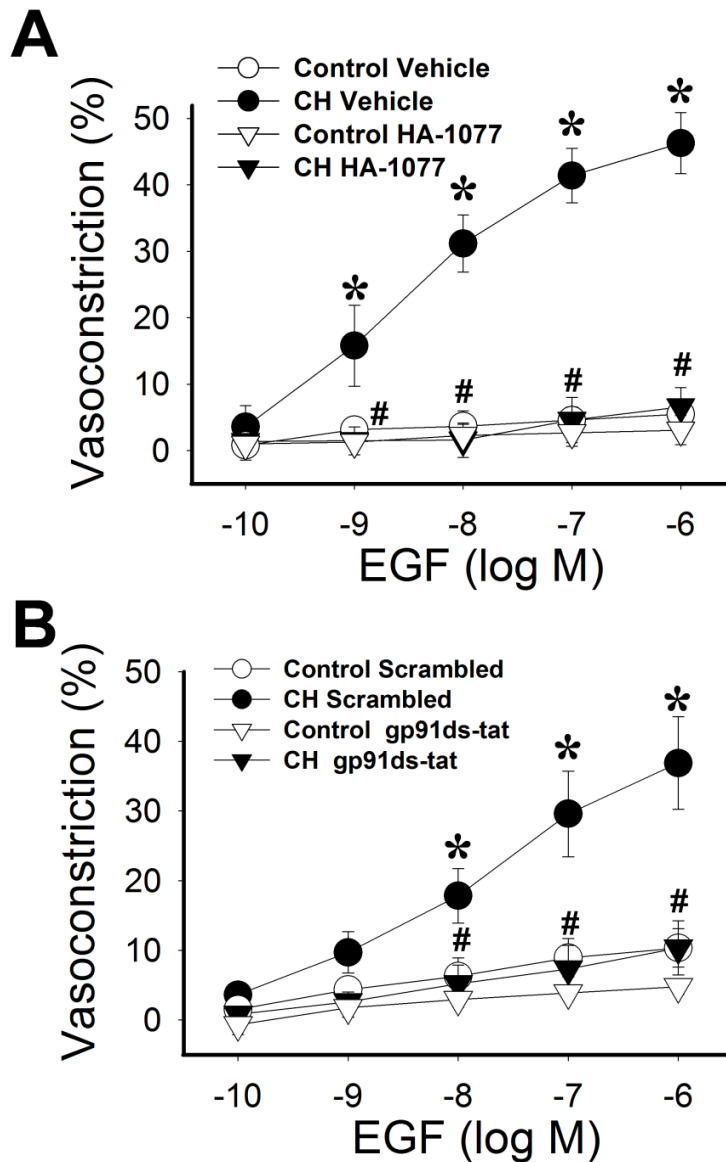 A
Control Vehicle
CH Vehicle
Control HA-1077
CH HA-1077
Vasoconstriction (%)
50
40
30
20
10
0
*
*
*
*
#
#
#
#
-10 -9 -8 -7 -6
EGF (log M)
B
Control Scrambled
CH Scrambled
Control gp91ds-tat
CH gp91ds-tat
Vasoconstriction (%)
50
40
30
20
10
0
*
*
*
#
#
#
-10 -9 -8 -7 -6
EGF (log M)